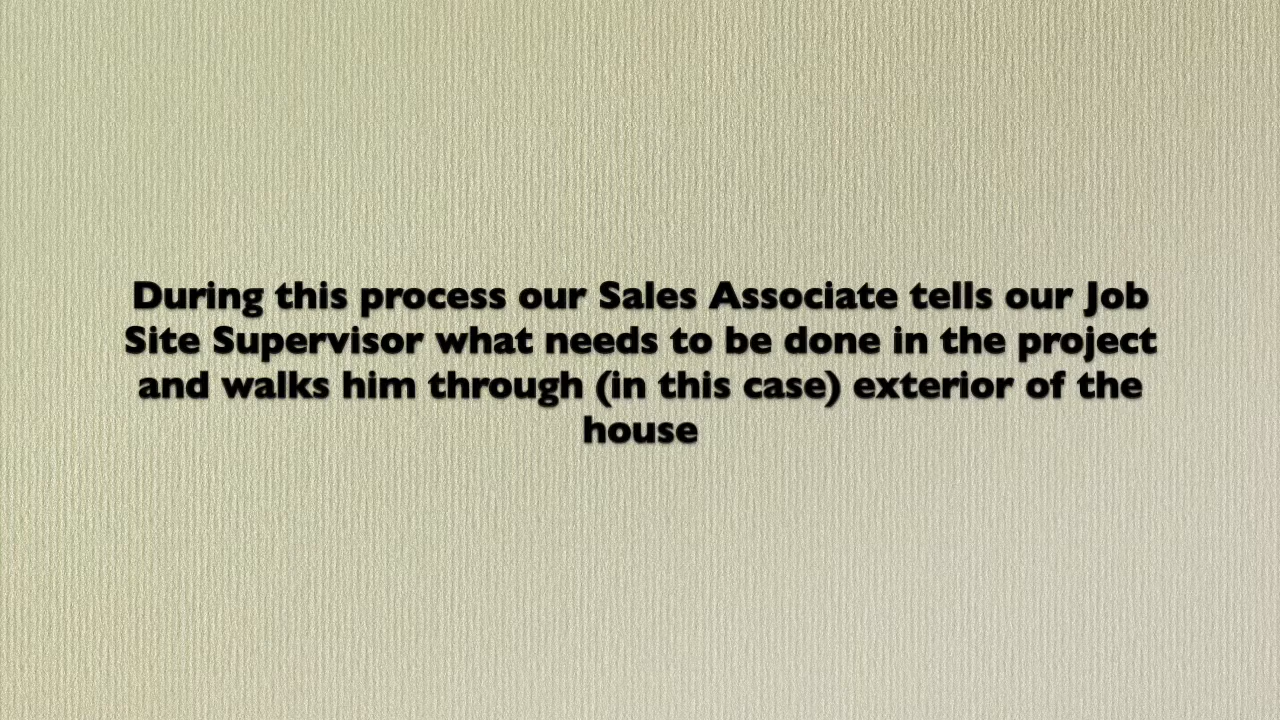 During this process our Sales Associate tells our Job
Site Supervisor what needs to be done in the project
and walks him through (in this case) exterior of the
house